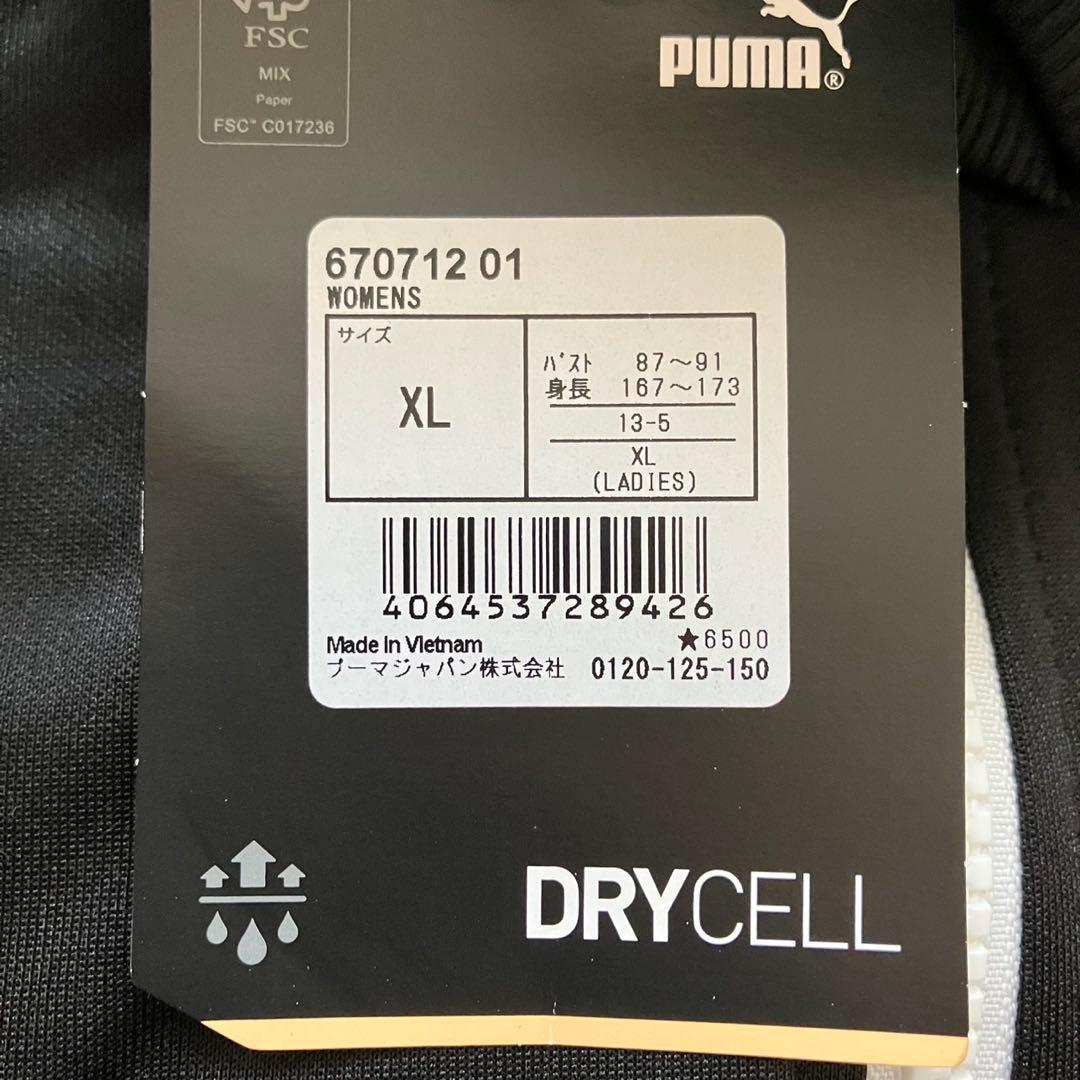 FSC
MIX
Paper
FSC™ C017236
PUMA®
670712 01
WOMENS
サイズ
XL
バスト 87～91
身長 167～173
13-5
XL
(LADIES)
4064537289426
Made in Vietnam
★6500
プーマジャパン株式会社 0120-125-150
DRYCELL